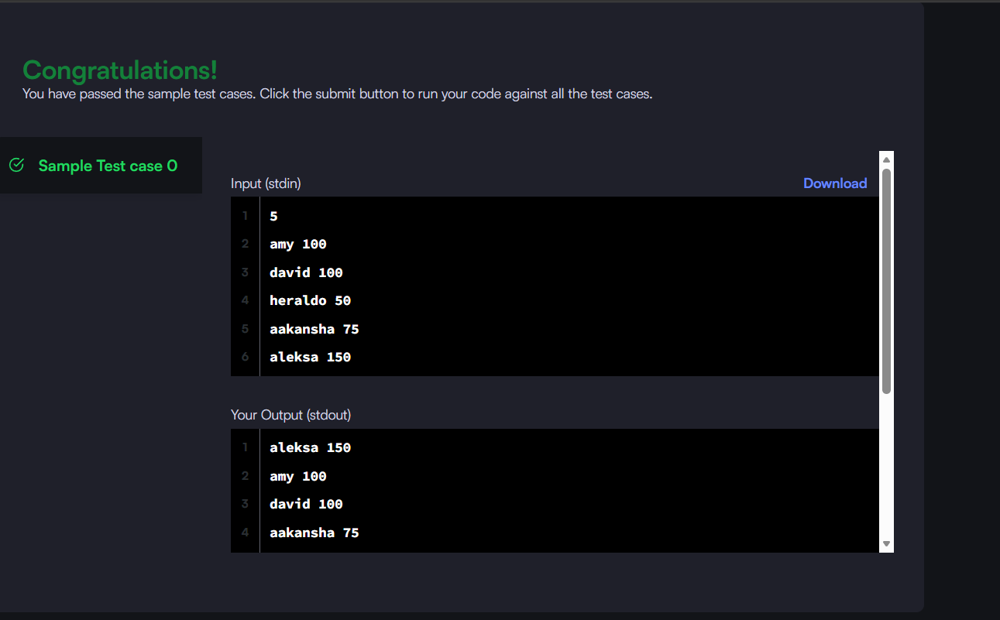 Congratulations!
You have passed the sample test cases. Click the submit button to run your code against all the test cases.
Sample Test case 0
Input (stdin)
Download
1 5
2 amy 100
3 david 100
4 heraldo 50
5 aakansha 75
6 aleksa 150
Your Output (stdout)
1 aleksa 150
2 amy 100
3 david 100
4 aakansha 75